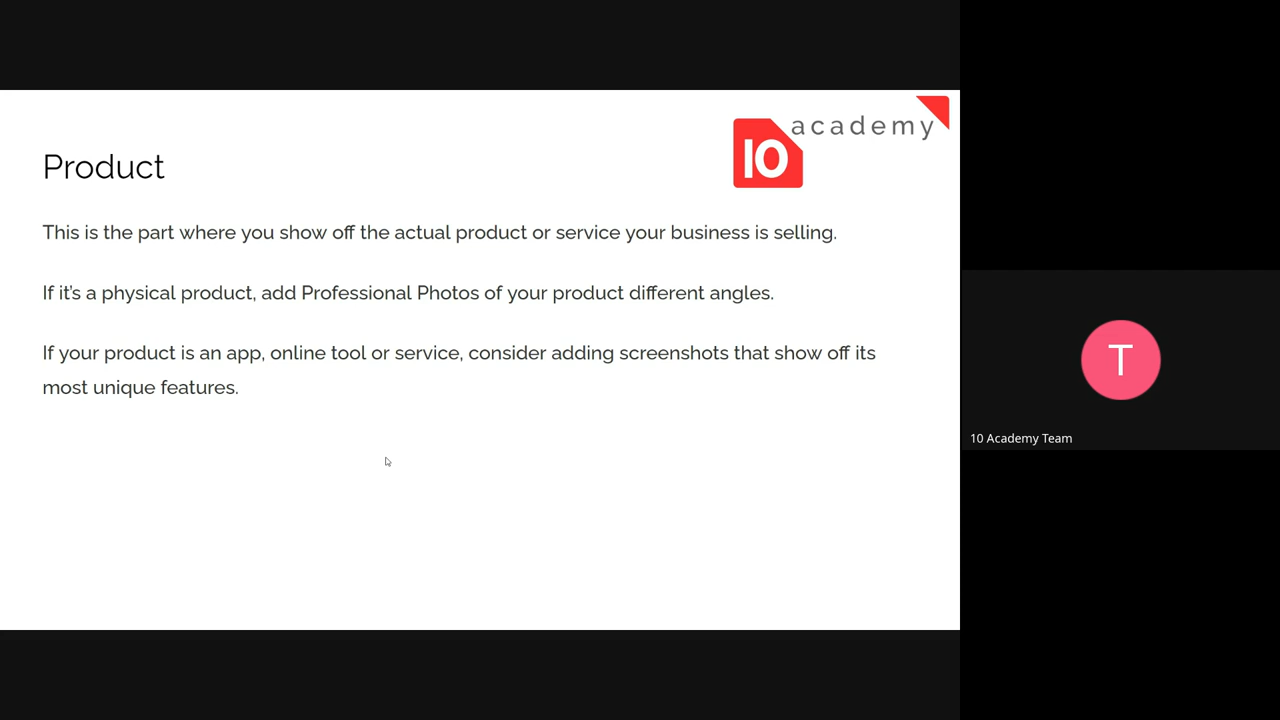 academy
10
Product
This is the part where you show off the actual product or service your business is selling.
If it's a physical product, add Professional Photos of your product different angles.
If your product is an app, online tool or service, consider adding screenshots that show off its
most unique features.
T
10 Academy Team